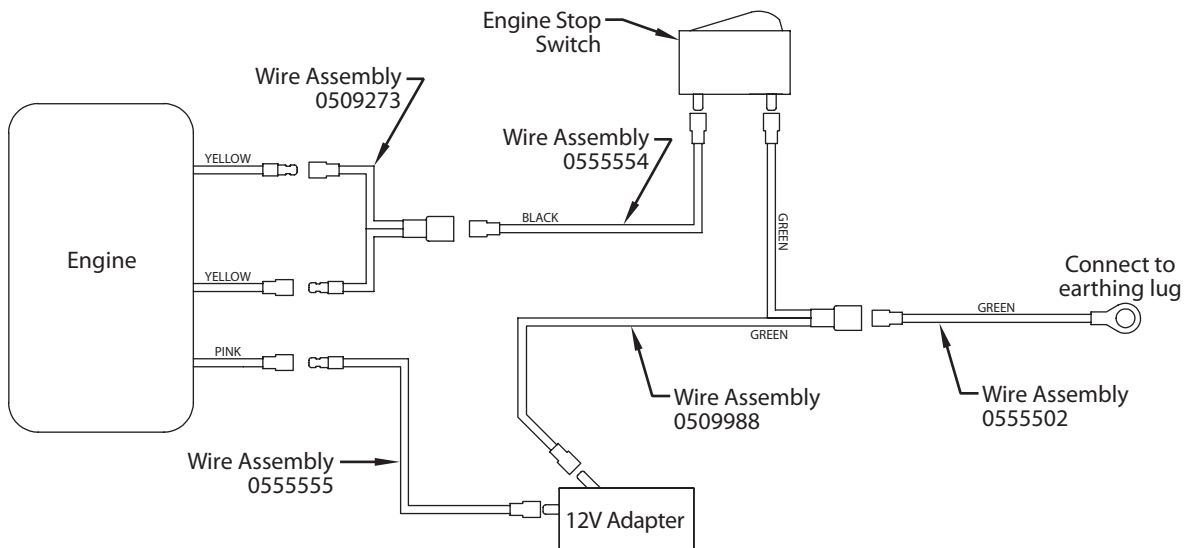 Engine Stop
Switch
Wire Assembly
0509273
Wire Assembly
0555554
YELLOW
BLACK
GREEN
Engine
YELLOW
Connect to
earthing lug
GREEN
GREEN
PINK
Wire Assembly
0509988
Wire Assembly
0555502
Wire Assembly
0555555
12V Adapter